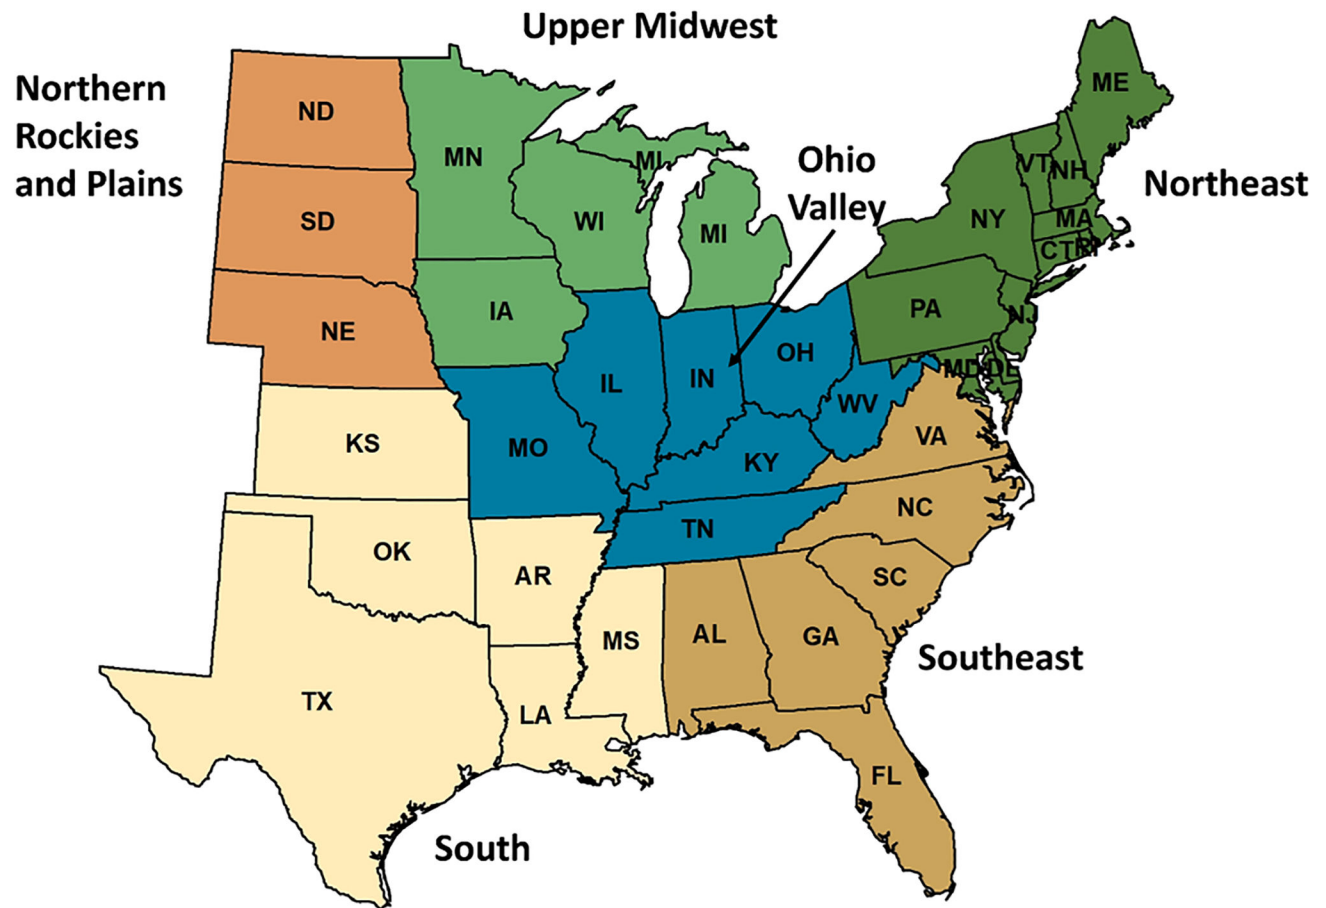 Upper Midwest
Northern
Rockies
and Plains
Ohio
Valley
Northeast
Southeast
South
ME
ND
MN
MI
VT
NH
SD
WI
MI
NY
MA
CT
RI
IA
NE
PA
NJ
OH
MD
DE
IL
IN
WV
KS
MO
KY
VA
NC
TN
OK
AR
SC
MS
AL
GA
TX
LA
FL